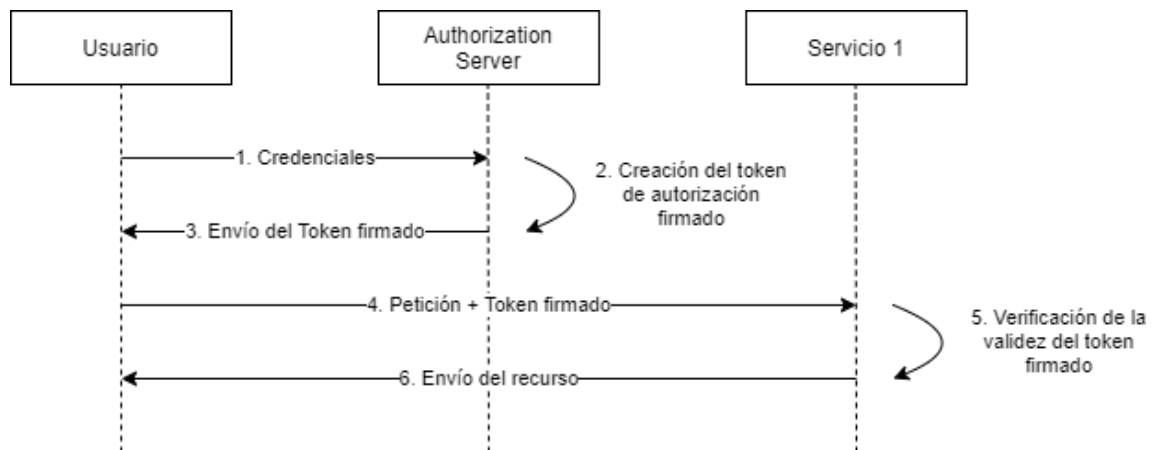 Usuario
Authorization
Server
Servicio 1
1. Credenciales
2. Creación del token
de autorización
firmado
3. Envío del Token firmado
4. Petición + Token firmado
5. Verificación de la
validez del token
firmado
6. Envío del recurso